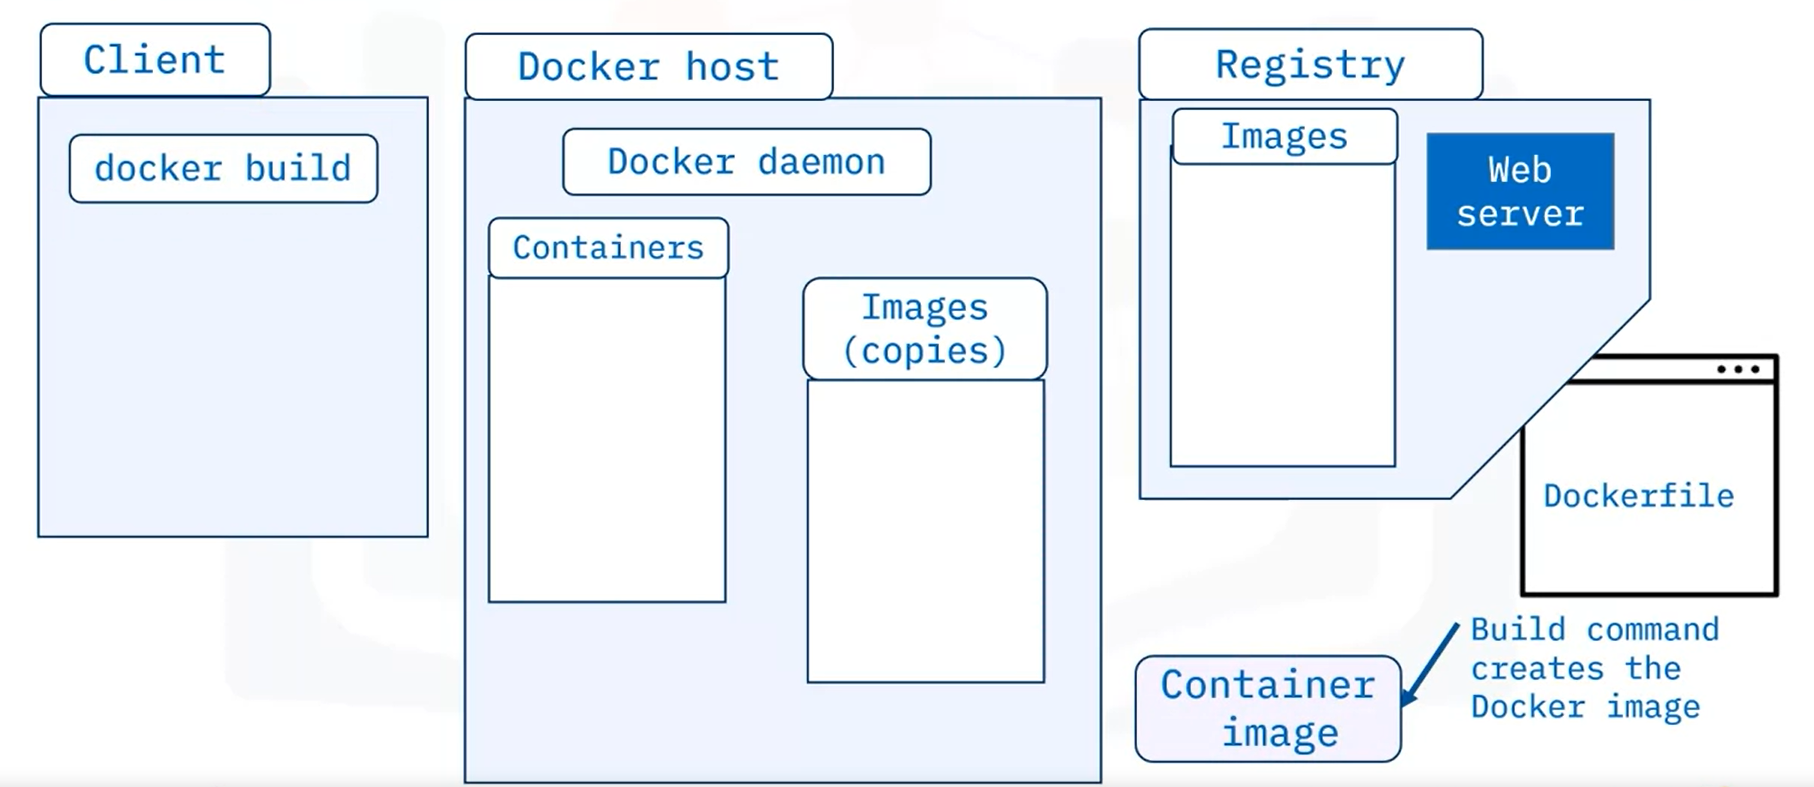 Client
docker build
Docker host
Docker daemon
Containers
Images
(copies)
Registry
Images
Web
server
Dockerfile
Build command
creates the
Docker image
Container
image